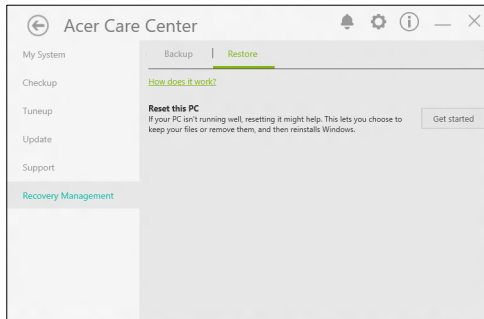 Acer Care Center
My System
Backup
Restore
Checkup
How does it work?
Tuneup
Reset this PC
If your PC isn't running well, resetting it might help. This lets you choose to
keep your files or remove them, and then reinstalls Windows.
Get started
Update
Support
Recovery Management